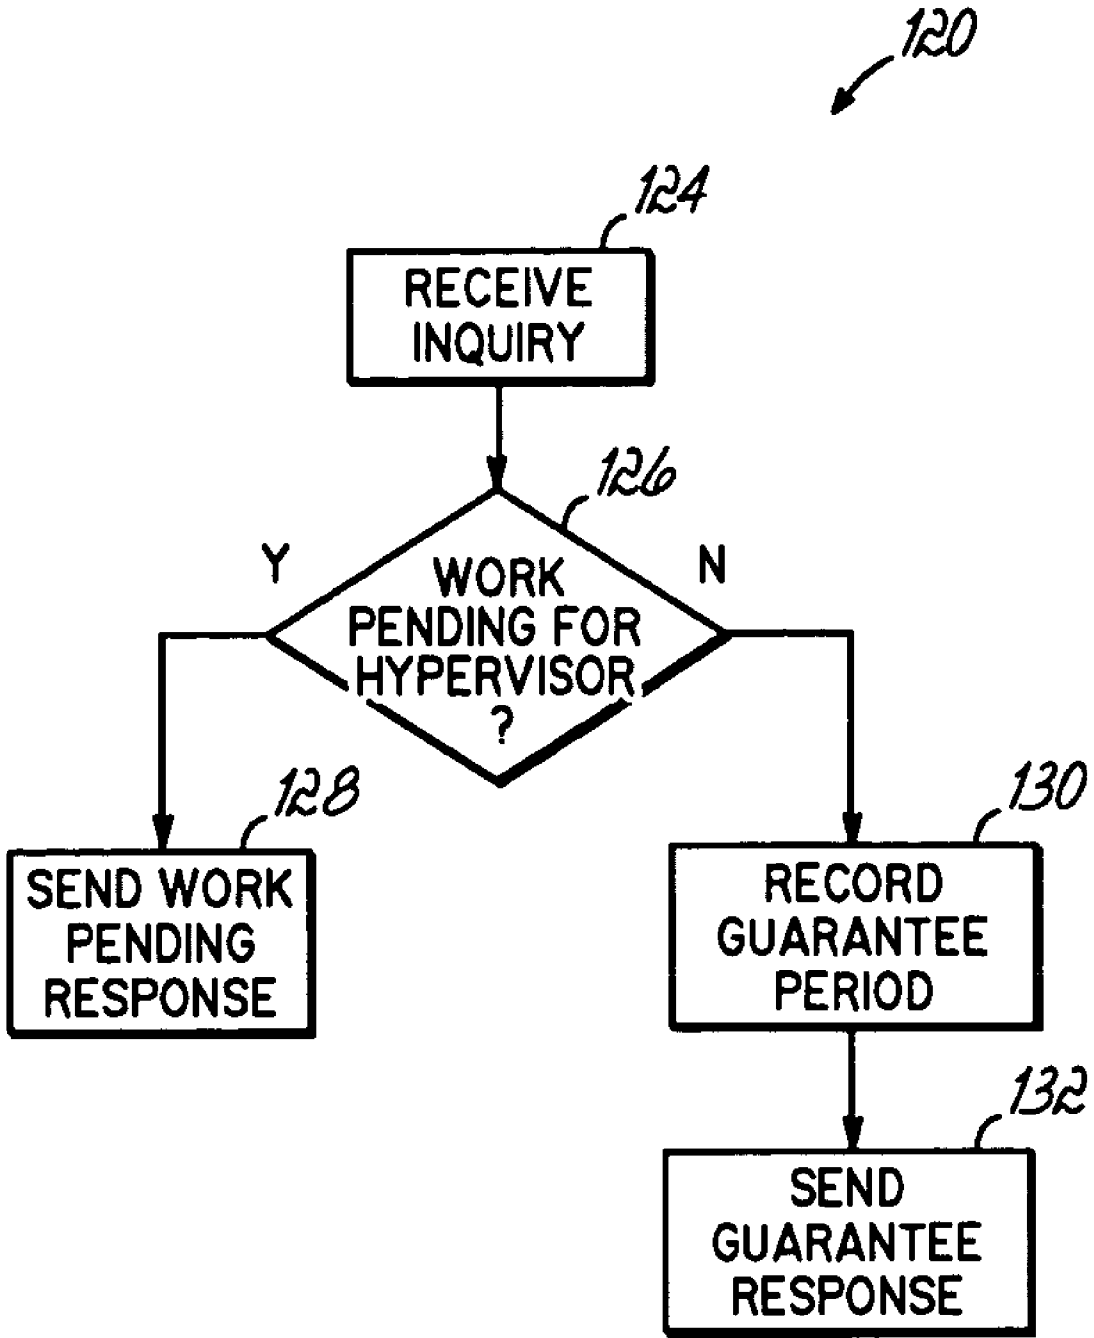 120
124
RECEIVE
INQUIRY
126
Y
N
WORK
PENDING FOR
HYPERVISOR
?
128
SEND WORK
PENDING
RESPONSE
130
RECORD
GUARANTEE
PERIOD
132
SEND
GUARANTEE
RESPONSE